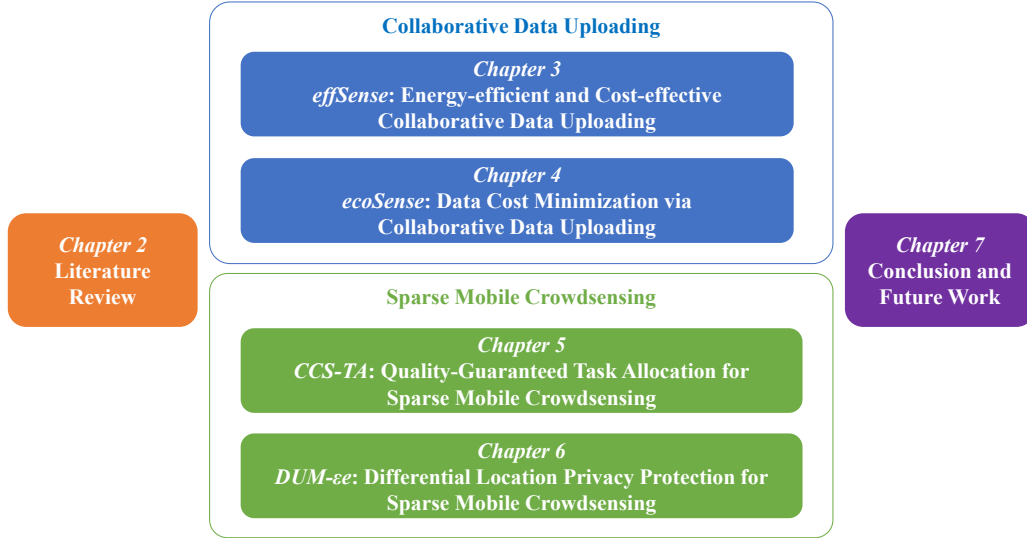 Collaborative Data Uploading
Chapter 3
effSense: Energy-efficient and Cost-effective
Collaborative Data Uploading
Chapter 4
ecoSense: Data Cost Minimization via
Collaborative Data Uploading
Chapter 2
Literature
Review
Chapter 7
Conclusion and
Future Work
Sparse Mobile Crowdsensing
Chapter 5
CCS-TA: Quality-Guaranteed Task Allocation for
Sparse Mobile Crowdsensing
Chapter 6
DUM-εe: Differential Location Privacy Protection for
Sparse Mobile Crowdsensing